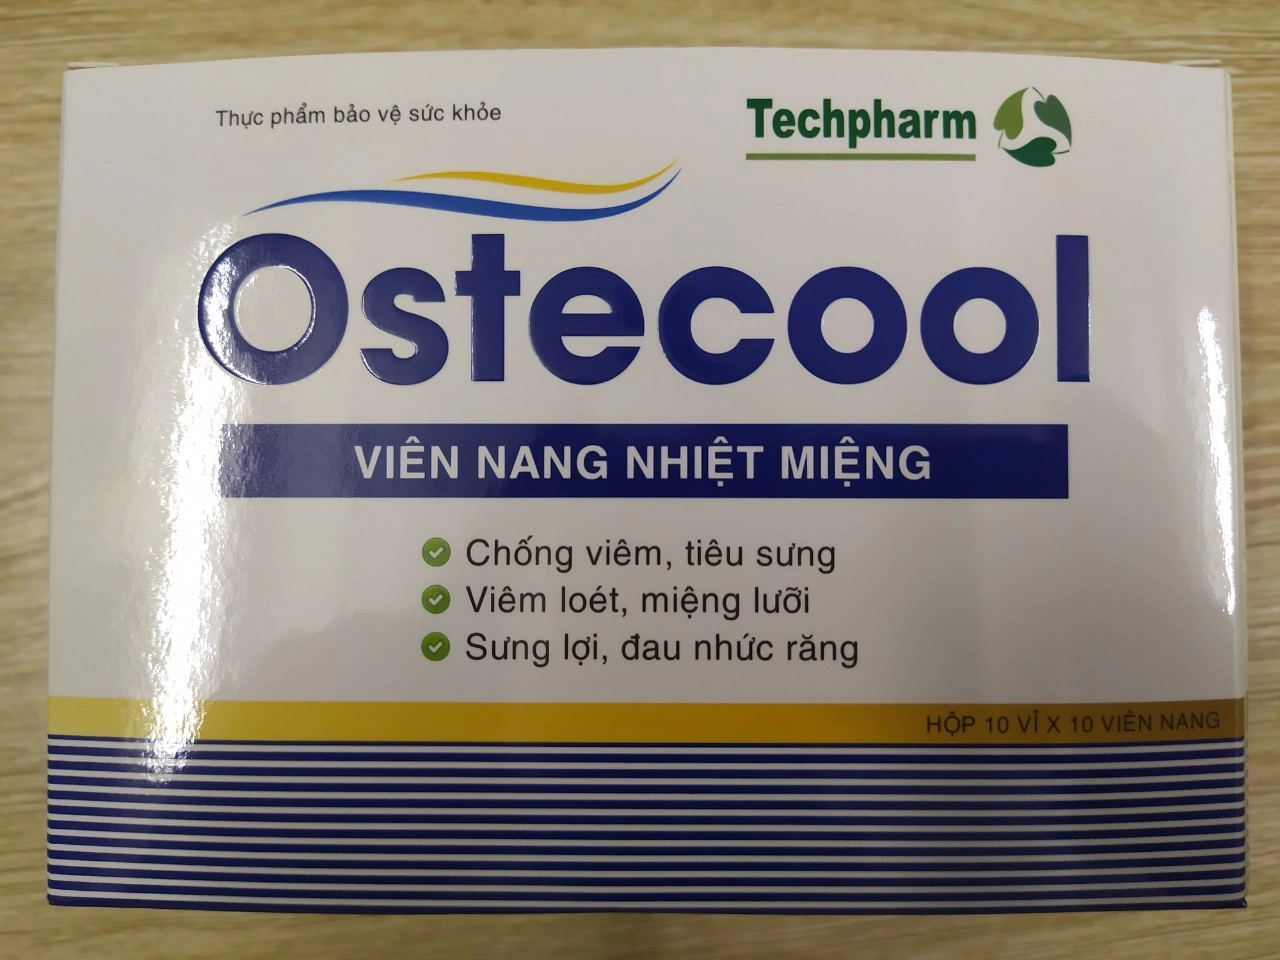 Thực phẩm bảo vệ sức khỏe
Techpharm
Ostecool
VIÊN NANG NHIỆT MIỆNG
Chống viêm, tiêu sưng
Viêm loét, miệng lưỡi
Sưng lợi, đau nhức răng
HỘP 10 VỈ X 10 VIÊN NANG